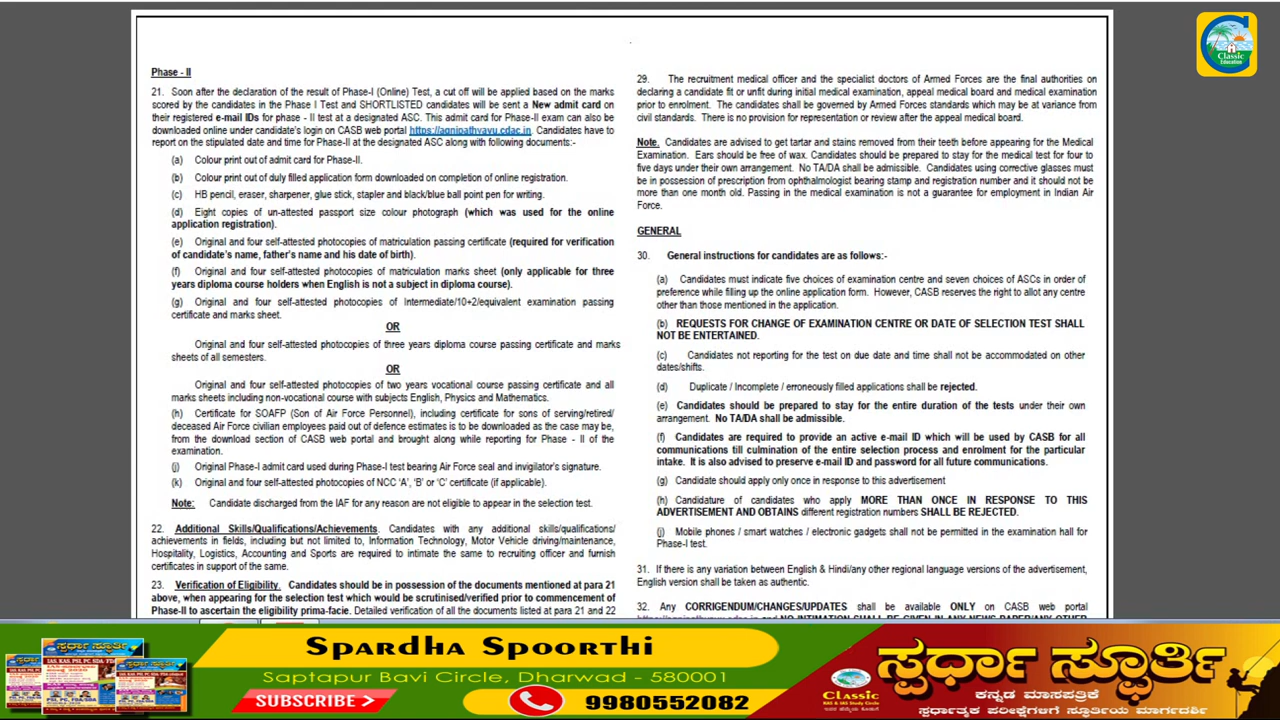 Phase - II
21. Soon after the declaration of the result of Phase-I (Online) Test, a cut off will be applied based on the marks
scored by the candidates in the Phase I Test and SHORTLISTED candidates will be sent a New admit card on
their registered e-mail IDs for phase - II test at a designated ASC. This admit card for Phase-II exam can also be
downloaded online under candidate's login on CASB web portal https://agnipathvayu.cdac.in. Candidates have to
report on the stipulated date and time for Phase-II at the designated ASC along with following documents:-
(a) Colour print out of admit card for Phase-II.
(b) Colour print out of duly filled application form downloaded on completion of online registration.
(c) HB pencil, eraser, sharpener, glue stick, stapler and black/blue ball point pen for writing.
(d) Eight copies of un-attested passport size colour photograph (which was used for the online
application registration).
(e) Original and four self-attested photocopies of matriculation passing certificate (required for verification
of candidate's name, father's name and his date of birth).
(f) Original and four self-attested photocopies of matriculation marks sheet (only applicable for three
years diploma course holders when English is not a subject in diploma course).
(g) Original and four self-attested photocopies of Intermediate/10+2/equivalent examination passing
certificate and marks sheet.
OR
Original and four self-attested photocopies of three years diploma course passing certificate and marks
sheets of all semesters.
OR
Original and four self-attested photocopies of two years vocational course passing certificate and all
marks sheets including non-vocational course with subjects English, Physics and Mathematics.
(h) Certificate for SOAFP (Son of Air Force Personnel), including certificate for sons of serving/retired/
deceased Air Force civilian employees paid out of defence estimates is to be downloaded as the case may be,
from the download section of CASB web portal and brought along while reporting for Phase - II of the
examination.
(j) Original Phase-I admit card used during Phase-I test bearing Air Force seal and invigilator's signature.
(k) Original and four self-attested photocopies of NCC 'A', 'B' or 'C' certificate (if applicable).
Note: Candidate discharged from the IAF for any reason are not eligible to appear in the selection test.
22. Additional Skills/Qualifications/Achievements. Candidates with any additional skills/qualifications/
achievements in fields, including but not limited to, Information Technology, Motor Vehicle driving/maintenance,
Hospitality, Logistics, Accounting and Sports are required to intimate the same to recruiting officer and furnish
certificates in support of the same.
23. Verification of Eligibility. Candidates should be in possession of the documents mentioned at para 21
above, when appearing for the selection test which would be scrutinised/verified prior to commencement of
Phase-II to ascertain the eligibility prima-facie. Detailed verification of all the documents listed at para 21 and 22
29. The recruitment medical officer and the specialist doctors of Armed Forces are the final authorities on
declaring a candidate fit or unfit during initial medical examination, appeal medical board and medical examination
prior to enrolment. The candidates shall be governed by Armed Forces standards which may be at variance from
civil standards. There is no provision for representation or review after the appeal medical board.
Note. Candidates are advised to get tartar and stains removed from their teeth before appearing for the Medical
Examination. Ears should be free of wax. Candidates should be prepared to stay for the medical test for four to
five days under their own arrangement. No TA/DA shall be admissible. Candidates using corrective glasses must
be in possession of prescription from ophthalmologist bearing stamp and registration number and it should not be
more than one month old. Passing in the medical examination is not a guarantee for employment in Indian Air
Force.
GENERAL
30. General instructions for candidates are as follows:-
(a) Candidates must indicate five choices of examination centre and seven choices of ASCs in order of
preference while filling up the online application form. However, CASB reserves the right to allot any centre
other than those mentioned in the application.
(b) REQUESTS FOR CHANGE OF EXAMINATION CENTRE OR DATE OF SELECTION TEST SHALL
NOT BE ENTERTAINED.
(c) Candidates not reporting for the test on due date and time shall not be accommodated on other
dates/shifts.
(d) Duplicate / Incomplete / erroneously filled applications shall be rejected.
(e) Candidates should be prepared to stay for the entire duration of the tests under their own
arrangement. No TA/DA shall be admissible.
(f) Candidates are required to provide an active e-mail ID which will be used by CASB for all
communications till culmination of the entire selection process and enrolment for the particular
intake. It is also advised to preserve e-mail ID and password for all future communications.
(g) Candidate should apply only once in response to this advertisement
(h) Candidature of candidates who apply MORE THAN ONCE IN RESPONSE TO THIS
ADVERTISEMENT AND OBTAINS different registration numbers SHALL BE REJECTED.
(j) Mobile phones / smart watches / electronic gadgets shall not be permitted in the examination hall for
Phase-I test.
31. If there is any variation between English & Hindi/any other regional language versions of the advertisement,
English version shall be taken as authentic.
32. Any CORRIGENDUM/CHANGES/UPDATES shall be available ONLY on CASB web portal
Classic
Education
Spardha Spoorthi
Saptapur Bavi Circle, Dharwad - 580001
SUBSCRIBE
9980552082
ಸ್ಪರ್ಧಾ ಸ್ಫೂರ್ತಿ
ಕನ್ನಡ ಮಾಸಪತ್ರಿಕೆ
ಸ್ಪರ್ಧಾತ್ಮಕ ಪರೀಕ್ಷೆಗಳಿಗೆ ಸ್ಫೂರ್ತಿಯ ಮಾರ್ಗದರ್ಶಿ
Classic
IAS & KAS Study Circle
ಸ್ಪರ್ಧಾ ಸ್ಫೂರ್ತಿ